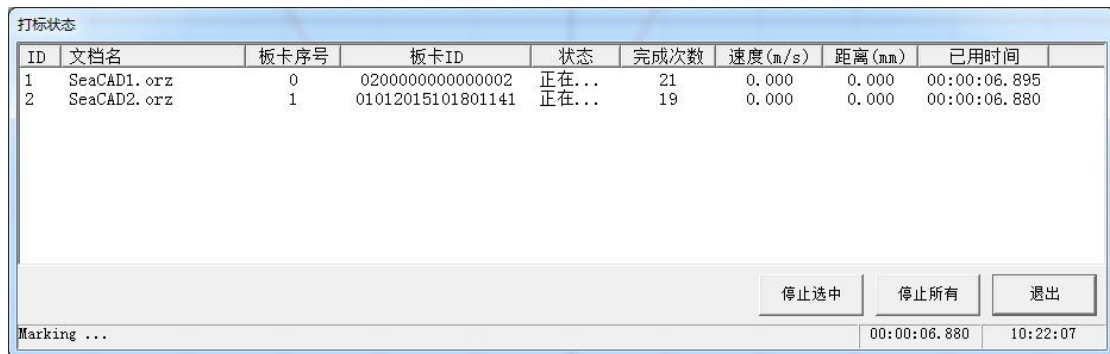 打标状态
ID 文档名 板卡序号 板卡ID 状态 完成次数 速度(m/s) 距离(mm) 已用时间
1 SeaCAD1.orz 0 0200000000000002 正在... 21 0.000 0.000 00:00:06.895
2 SeaCAD2.orz 1 01012015101801141 正在... 19 0.000 0.000 00:00:06.880
停止选中 停止所有 退出
Marking ... 00:00:06.880 10:22:07